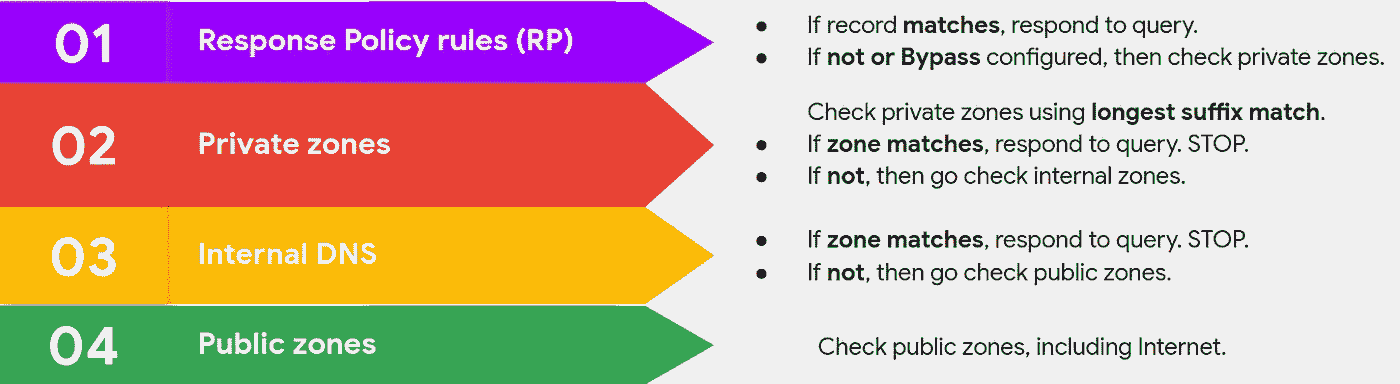 01 Response Policy rules (RP)
● If record matches, respond to query.
● If not or Bypass configured, then check private zones.
02 Private zones
Check private zones using longest suffix match.
● If zone matches, respond to query. STOP.
● If not, then go check internal zones.
03 Internal DNS
● If zone matches, respond to query. STOP.
● If not, then go check public zones.
04 Public zones
Check public zones, including Internet.